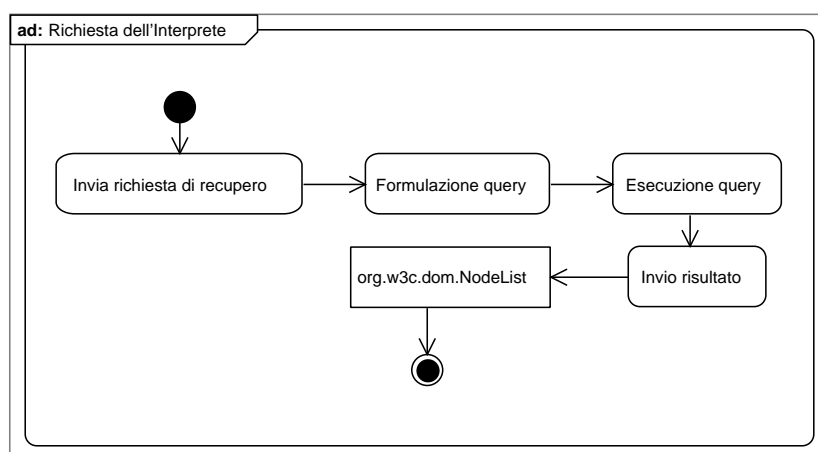 ad: Richiesta dell'Interprete
Invia richiesta di recupero
Formulazione query
Esecuzione query
org.w3c.dom.NodeList
Invio risultato